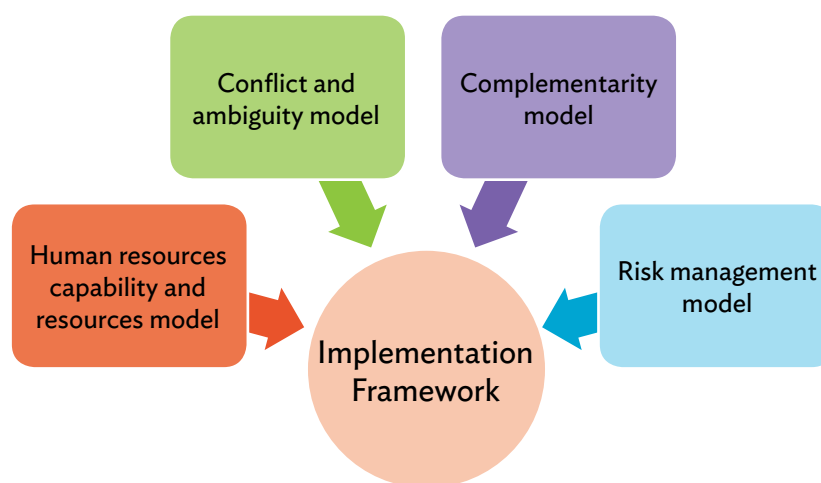 Conflict and
ambiguity model
Complementarity
model
Human resources
capability and
resources model
Risk management
model
Implementation
Framework